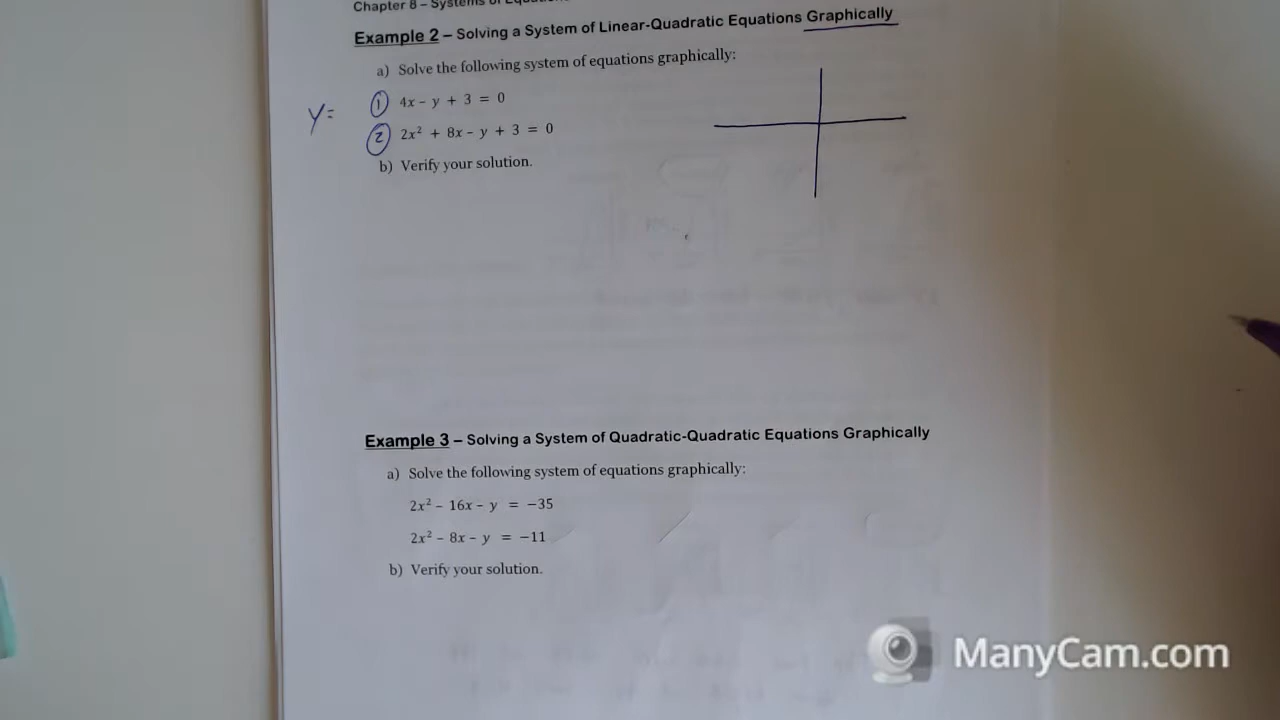 Chapter 8 – Systems of Equation
Example 2 – Solving a System of Linear-Quadratic Equations Graphically
a) Solve the following system of equations graphically:
y= ① 4x – y + 3 = 0
② 2x² + 8x – y + 3 = 0
b) Verify your solution.
Example 3 – Solving a System of Quadratic-Quadratic Equations Graphically
a) Solve the following system of equations graphically:
2x² – 16x – y = –35
2x² – 8x – y = –11
b) Verify your solution.
ManyCam.com